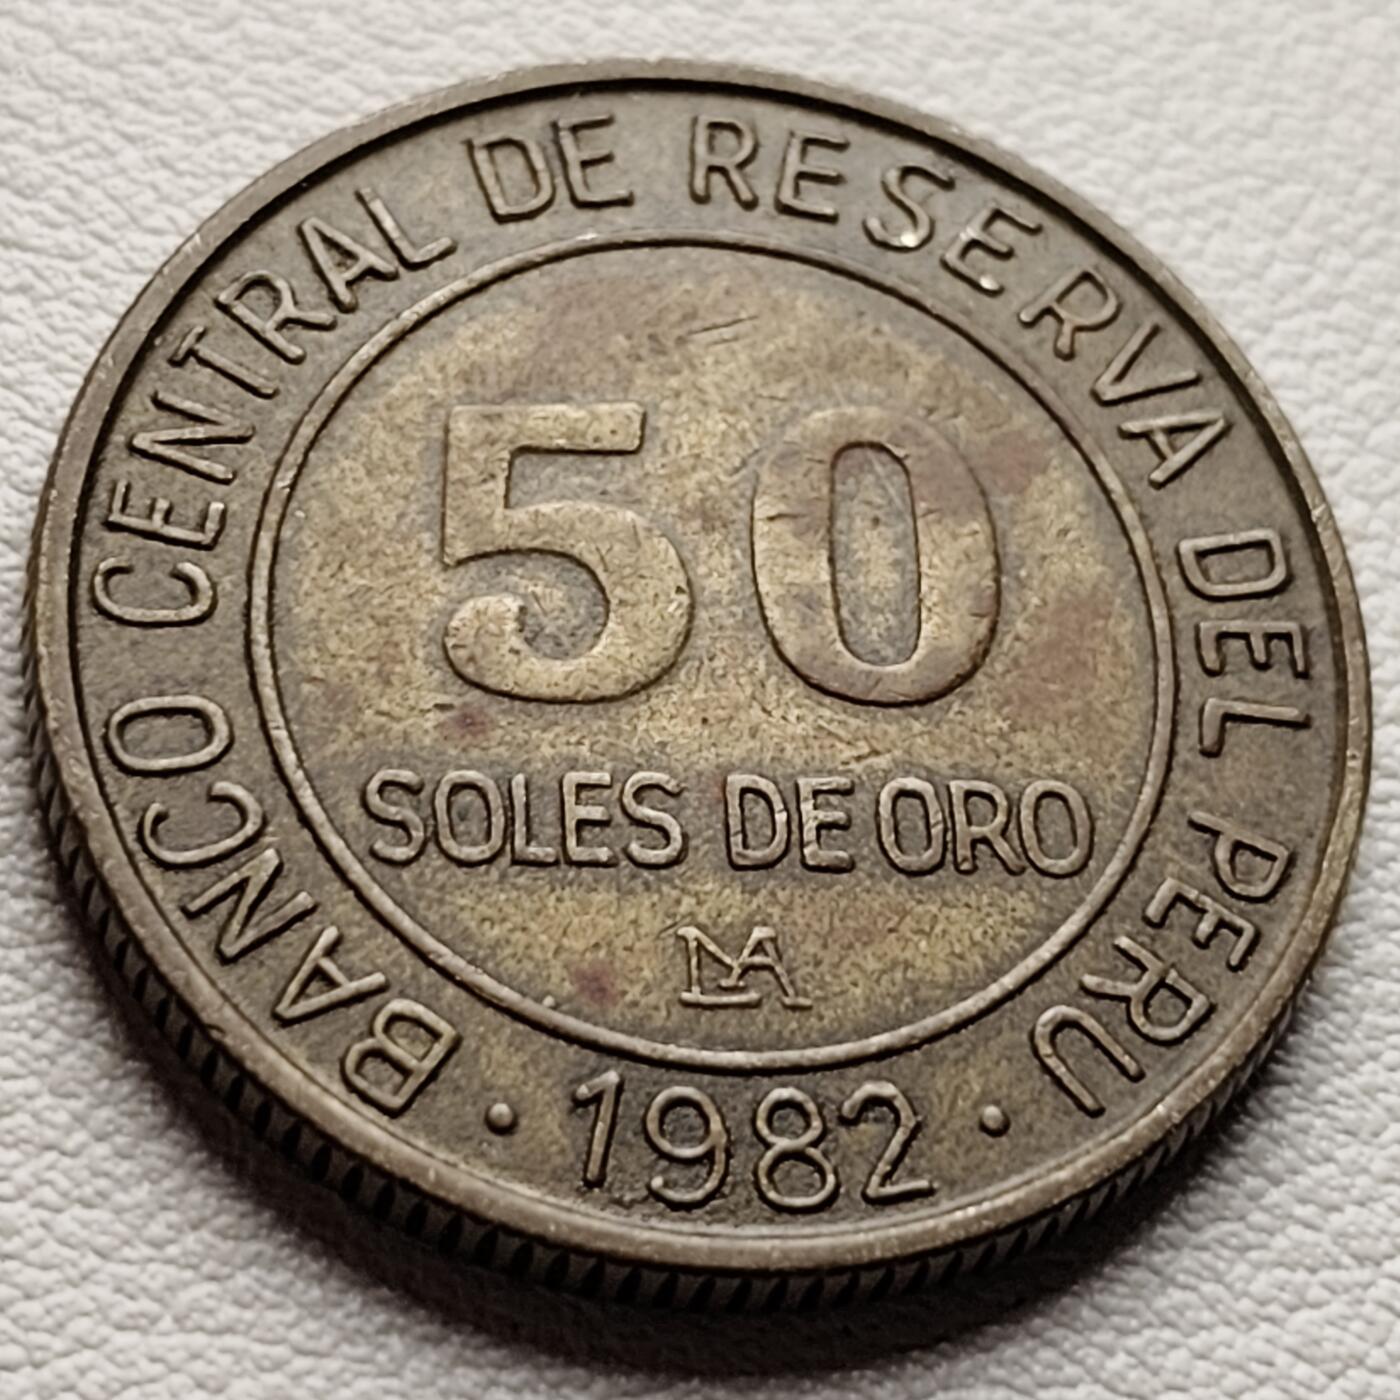 BANCO CENTRAL DE RESERVA DEL PERU
50
SOLES DE ORO
LMA
· 1982 ·